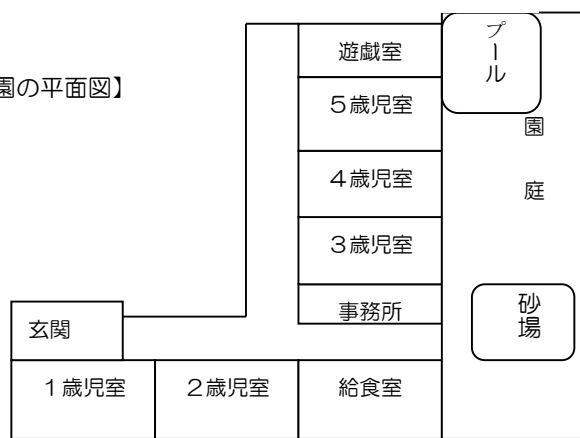 園の平面図】
遊戯室
プール
5歳児室
園庭
4歳児室
3歳児室
事務所
砂場
玄関
1歳児室
2歳児室
給食室